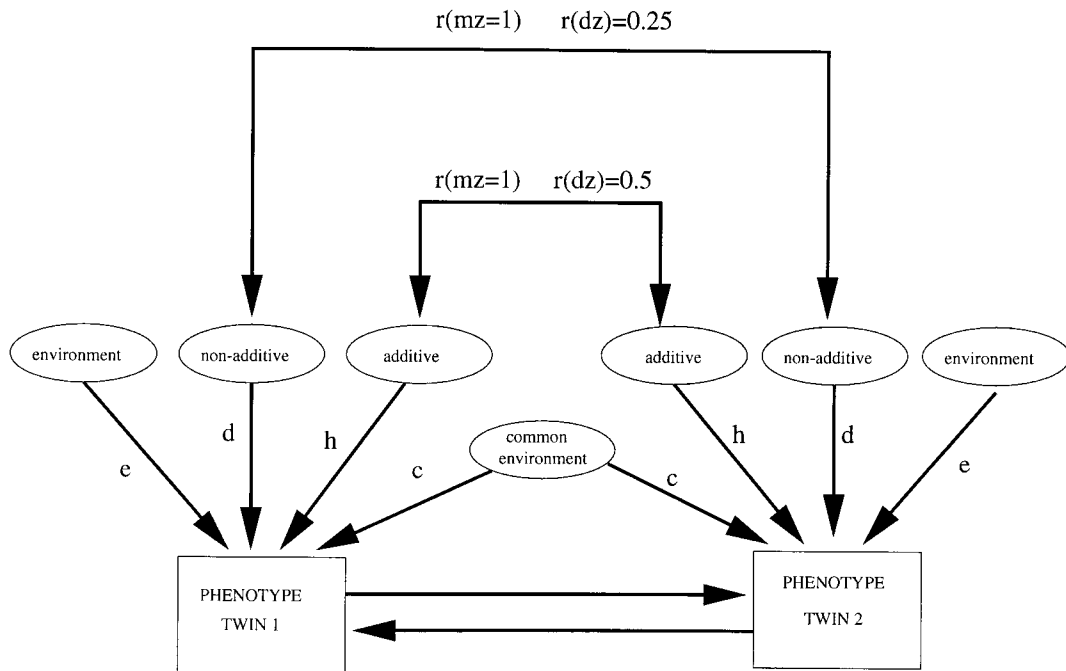 r(mz=1) r(dz)=0.25
r(mz=1) r(dz)=0.5
environment
non-additive
additive
additive
non-additive
environment
common
environment
e
d
h
c
c
h
d
e
PHENOTYPE
TWIN 1
PHENOTYPE
TWIN 2